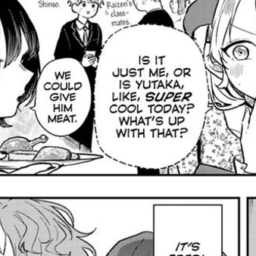 Shinso.
Raizen's
class-
mates.
IS IT
JUST ME, OR
IS YUTAKA,
LIKE, SUPER
COOL TODAY?
WHAT'S UP
WITH THAT?
WE
COULD
GIVE
HIM
MEAT.
IT'S